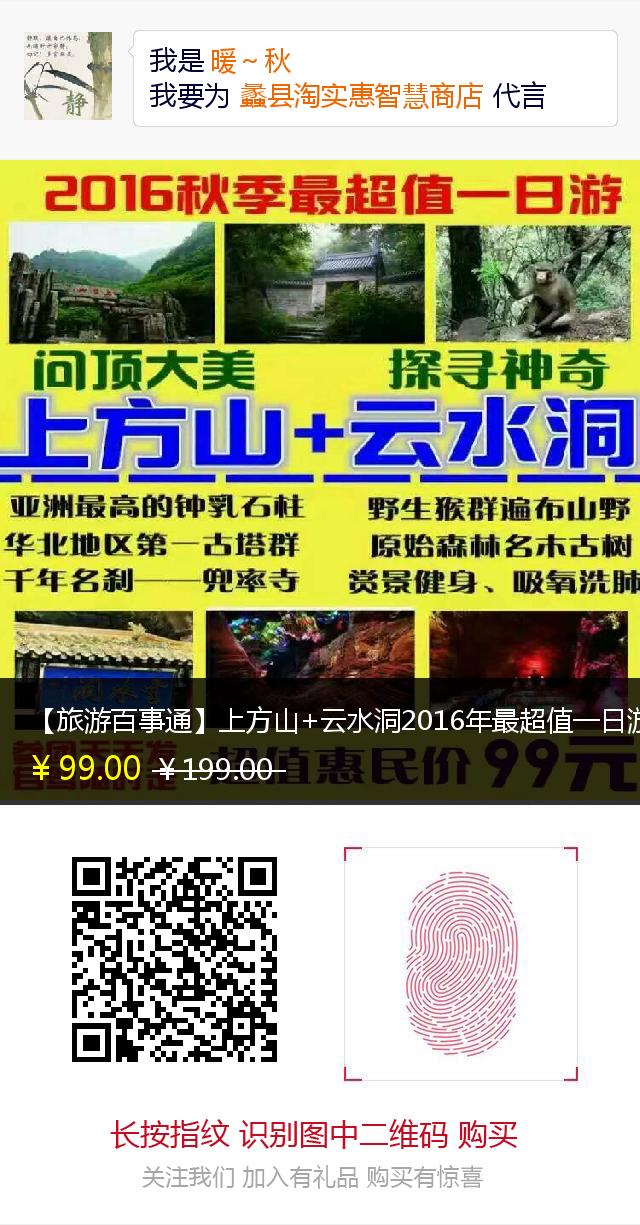 静
我是 暖～秋
我要为 蠡县淘实惠智慧商店 代言
2016秋季最超值一日游
问顶大美 探寻神奇
上方山+云水洞
亚洲最高的钟乳石柱 野生猴群遍布山野
华北地区第一古塔群 原始森林名木古树
千年名刹——兜率寺 赏景健身、吸氧洗肺
【旅游百事通】上方山+云水洞2016年最超值一日游
¥ 99.00 ¥ 199.00
超值惠民价 99元
长按指纹 识别图中二维码 购买
关注我们 加入有礼品 购买有惊喜